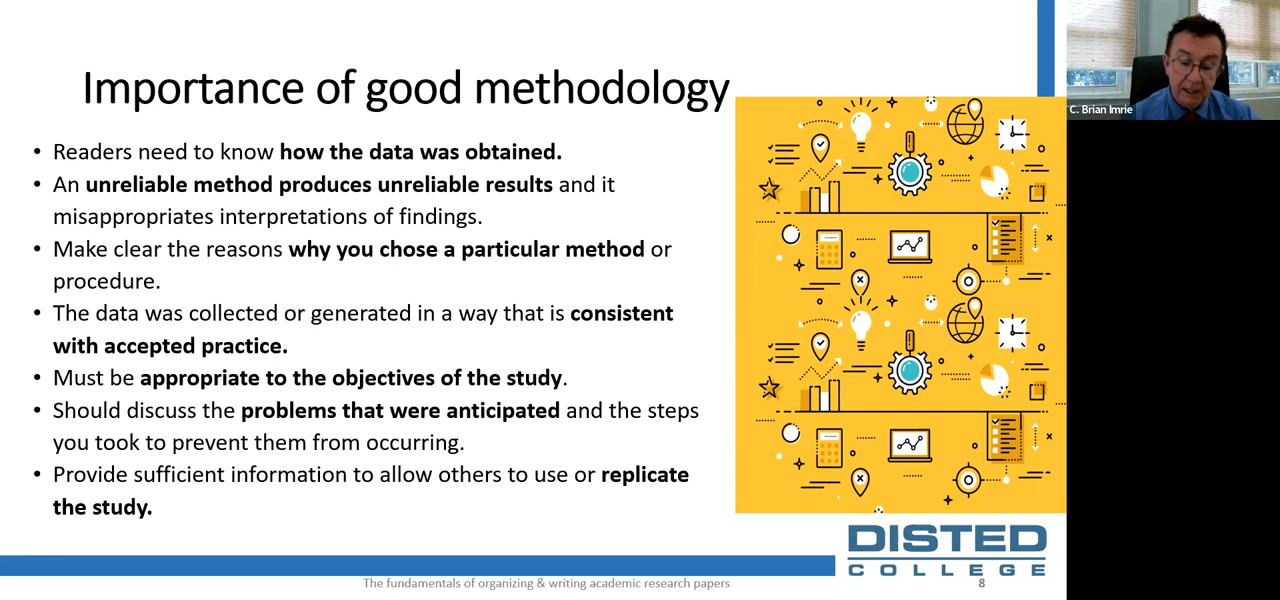 Importance of good methodology
• Readers need to know how the data was obtained.
• An unreliable method produces unreliable results and it
misappropriates interpretations of findings.
• Make clear the reasons why you chose a particular method or
procedure.
• The data was collected or generated in a way that is consistent
with accepted practice.
• Must be appropriate to the objectives of the study.
• Should discuss the problems that were anticipated and the steps
you took to prevent them from occurring.
• Provide sufficient information to allow others to use or replicate
the study.
C. Brian Imrie
DISTED
COLLEGE
The fundamentals of organizing & writing academic research papers
8